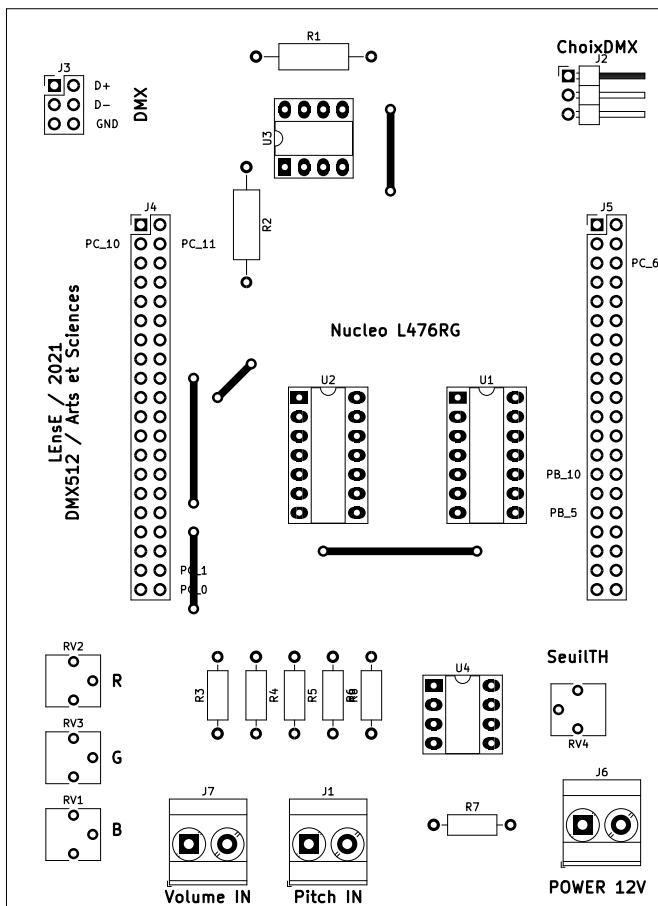 R1
ChoixDMX
J2
J3
D+
D-
GND
DMX
U3
R2
J4
PC_10
PC_11
J5
PC_6
Nucleo L476RG
LEnsE / 2021
DMX512 / Arts et Sciences
U2
U1
PB_10
PB_5
PC_1
PC_0
RV2
R
RV3
G
RV1
B
R3
R4
R5
R6
U4
SeuilTH
RV4
J7
Volume IN
J1
Pitch IN
R7
J6
POWER 12V